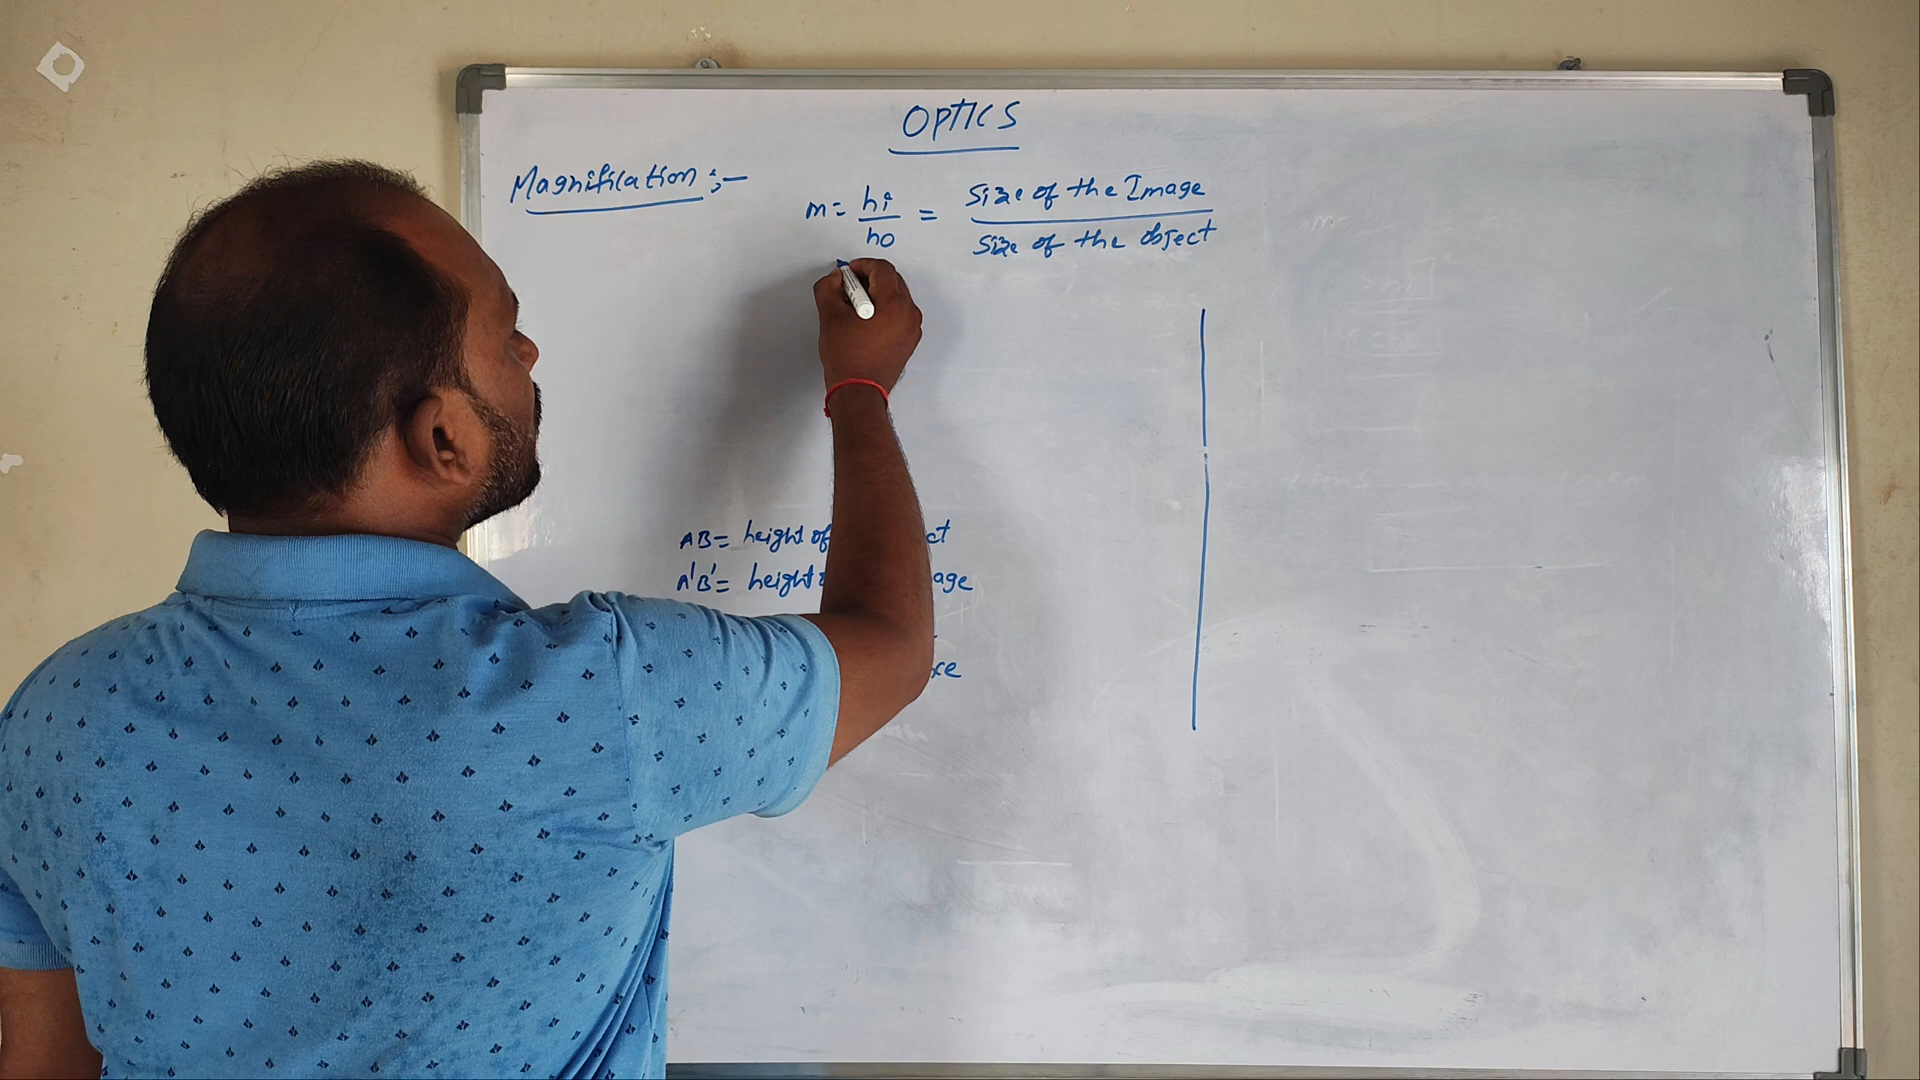 OPTICS
Magnification :-
m = hi/ho = Size of the Image / Size of the object
AB = height of ct
A'B' = height age